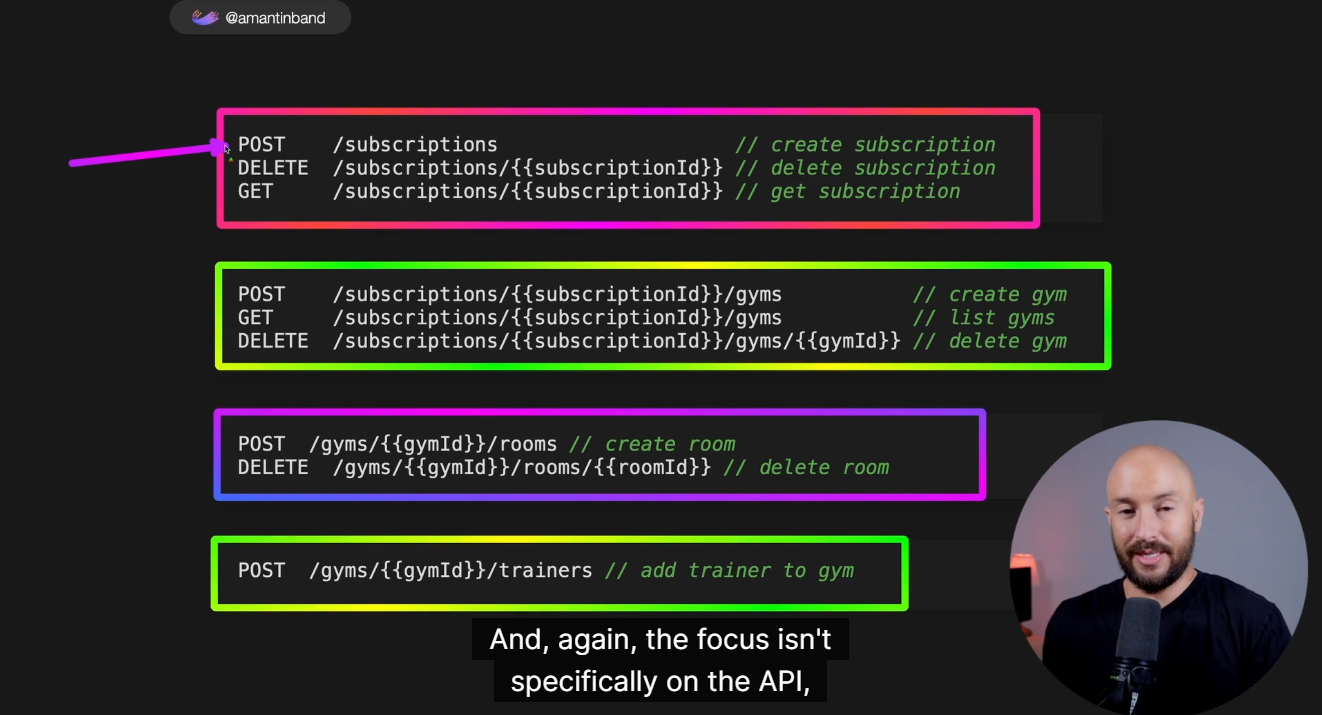 @amantinband
POST /subscriptions // create subscription
DELETE /subscriptions/{{subscriptionId}} // delete subscription
GET /subscriptions/{{subscriptionId}} // get subscription
POST /subscriptions/{{subscriptionId}}/gyms // create gym
GET /subscriptions/{{subscriptionId}}/gyms // list gyms
DELETE /subscriptions/{{subscriptionId}}/gyms/{{gymId}} // delete gym
POST /gyms/{{gymId}}/rooms // create room
DELETE /gyms/{{gymId}}/rooms/{{roomId}} // delete room
POST /gyms/{{gymId}}/trainers // add trainer to gym
And, again, the focus isn't
specifically on the API,